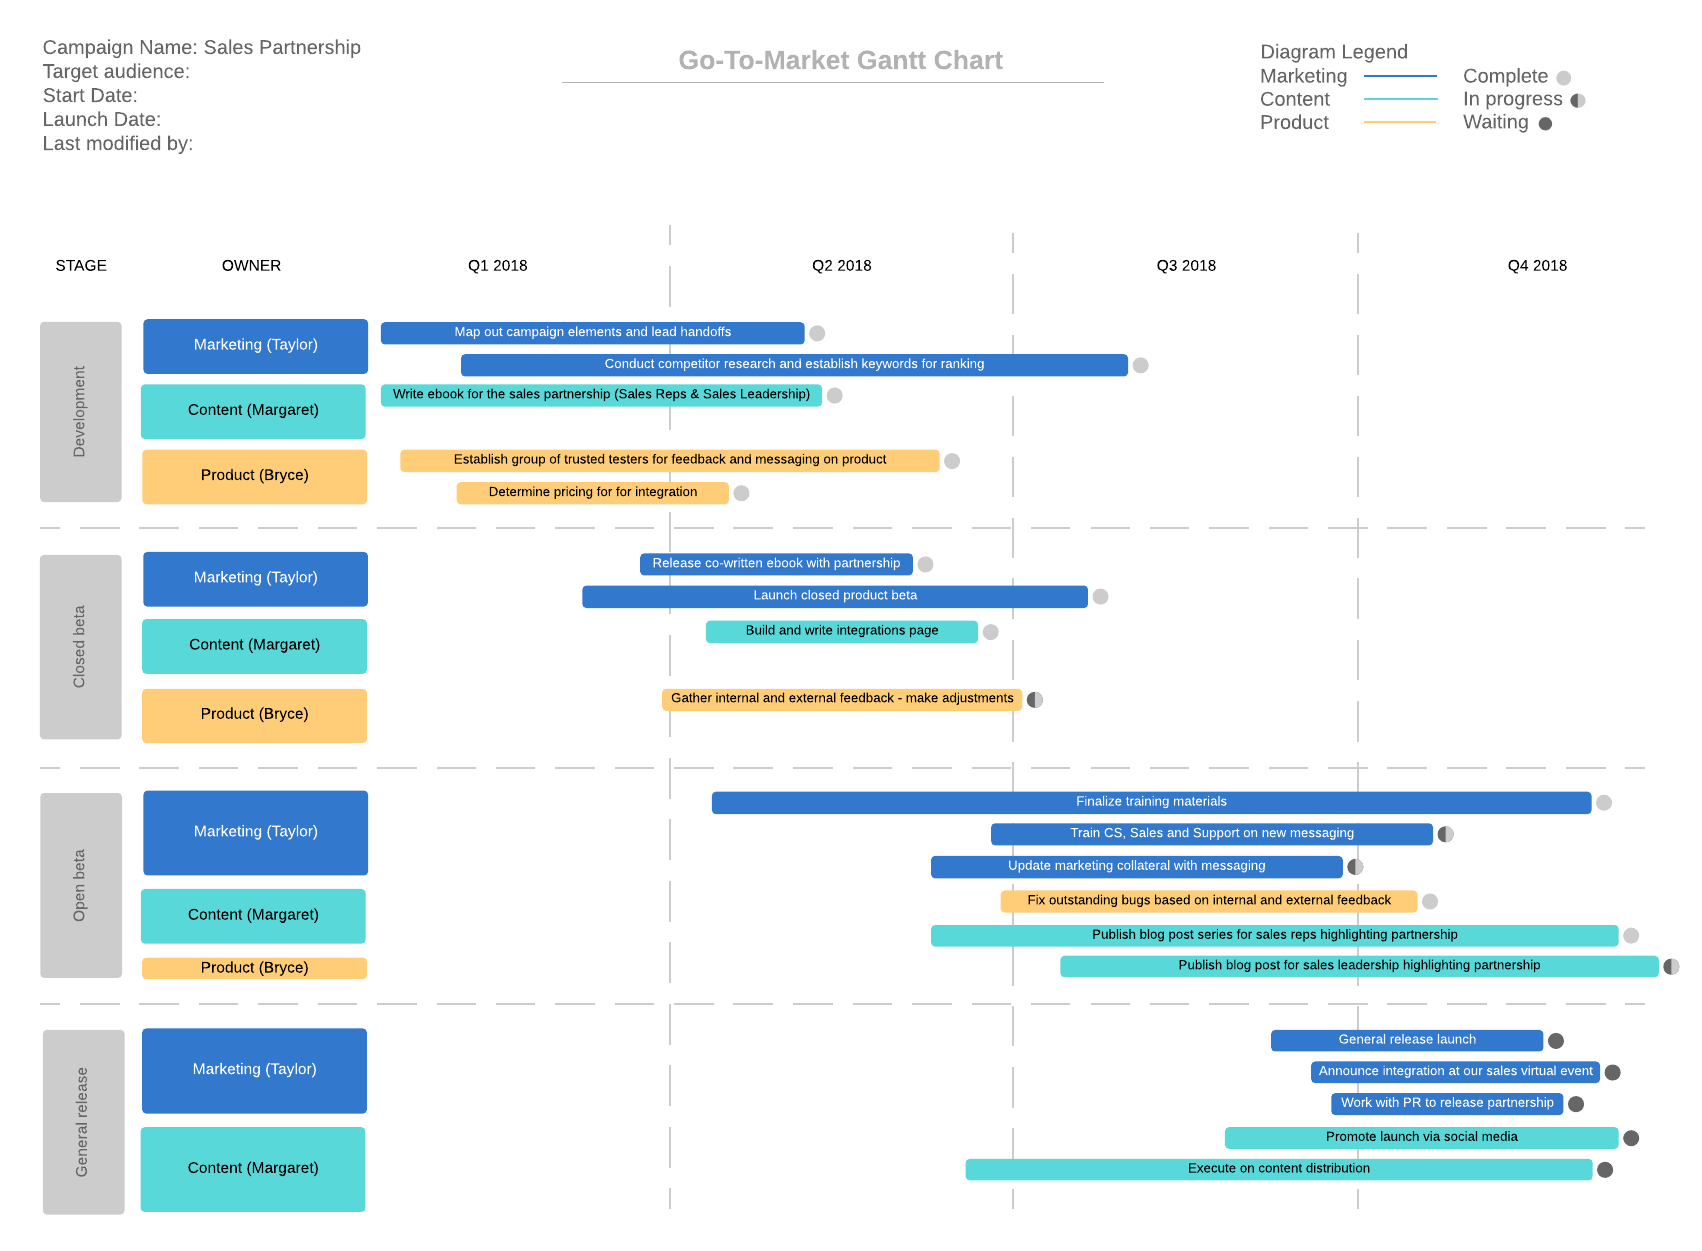 Campaign Name: Sales Partnership
Target audience:
Start Date:
Launch Date:
Last modified by:
Go-To-Market Gantt Chart
Diagram Legend
Marketing
Complete
Content
In progress
Product
Waiting
STAGE
OWNER
Q1 2018
Q2 2018
Q3 2018
Q4 2018
Development
Marketing (Taylor)
Map out campaign elements and lead handoffs
Conduct competitor research and establish keywords for ranking
Content (Margaret)
Write ebook for the sales partnership (Sales Reps & Sales Leadership)
Product (Bryce)
Establish group of trusted testers for feedback and messaging on product
Determine pricing for for integration
Closed beta
Marketing (Taylor)
Release co-written ebook with partnership
Launch closed product beta
Content (Margaret)
Build and write integrations page
Product (Bryce)
Gather internal and external feedback - make adjustments
Open beta
Marketing (Taylor)
Finalize training materials
Train CS, Sales and Support on new messaging
Update marketing collateral with messaging
Content (Margaret)
Fix outstanding bugs based on internal and external feedback
Publish blog post series for sales reps highlighting partnership
Product (Bryce)
Publish blog post for sales leadership highlighting partnership
General release
Marketing (Taylor)
General release launch
Announce integration at our sales virtual event
Work with PR to release partnership
Content (Margaret)
Promote launch via social media
Execute on content distribution